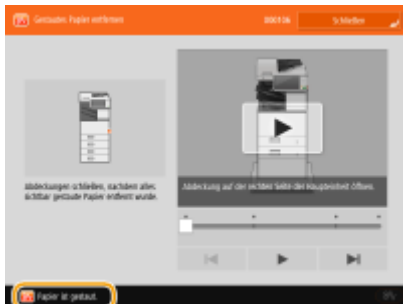 Gestautes Papier entfernen
000106
Schließen
Abdeckungen schließen, nachdem alles
sichtbar gestaute Papier entfernt wurde.
Abdeckung auf der rechten Seite der Haupteinheit öffnen.
Papier ist gestaut.